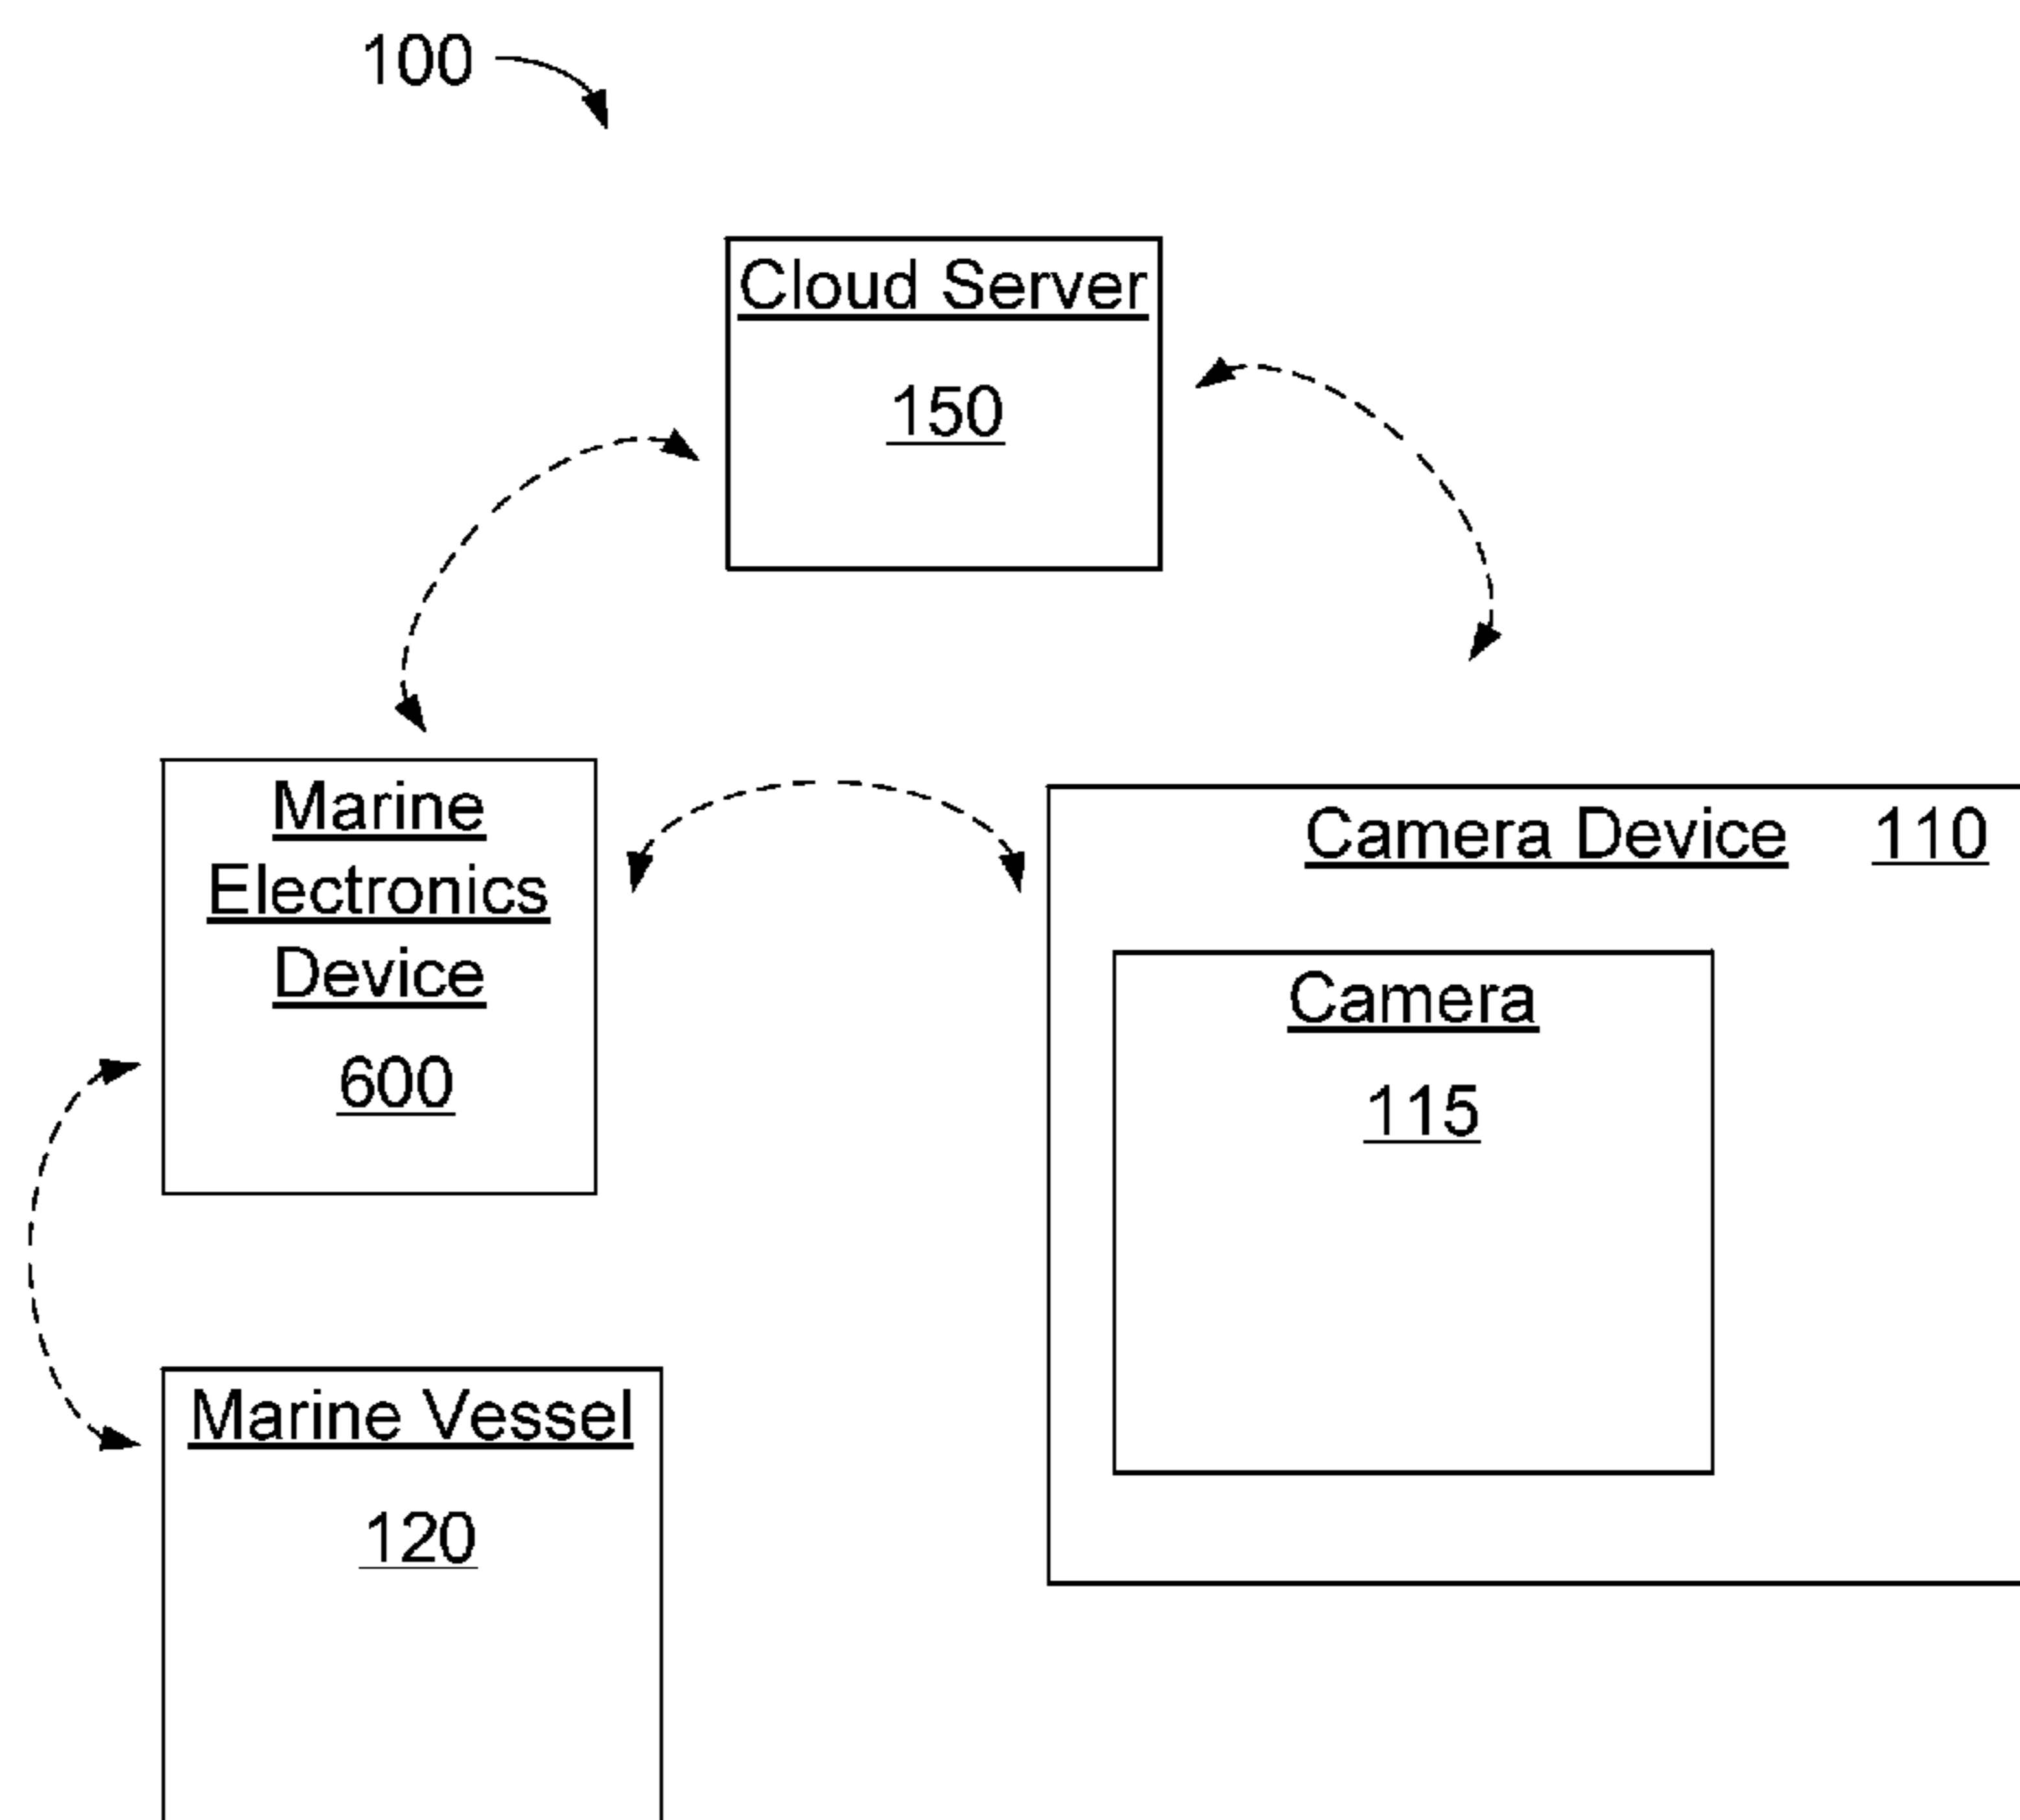 100
Cloud Server
150
Marine
Electronics
Device
600
Camera Device 110
Camera
115
Marine Vessel
120